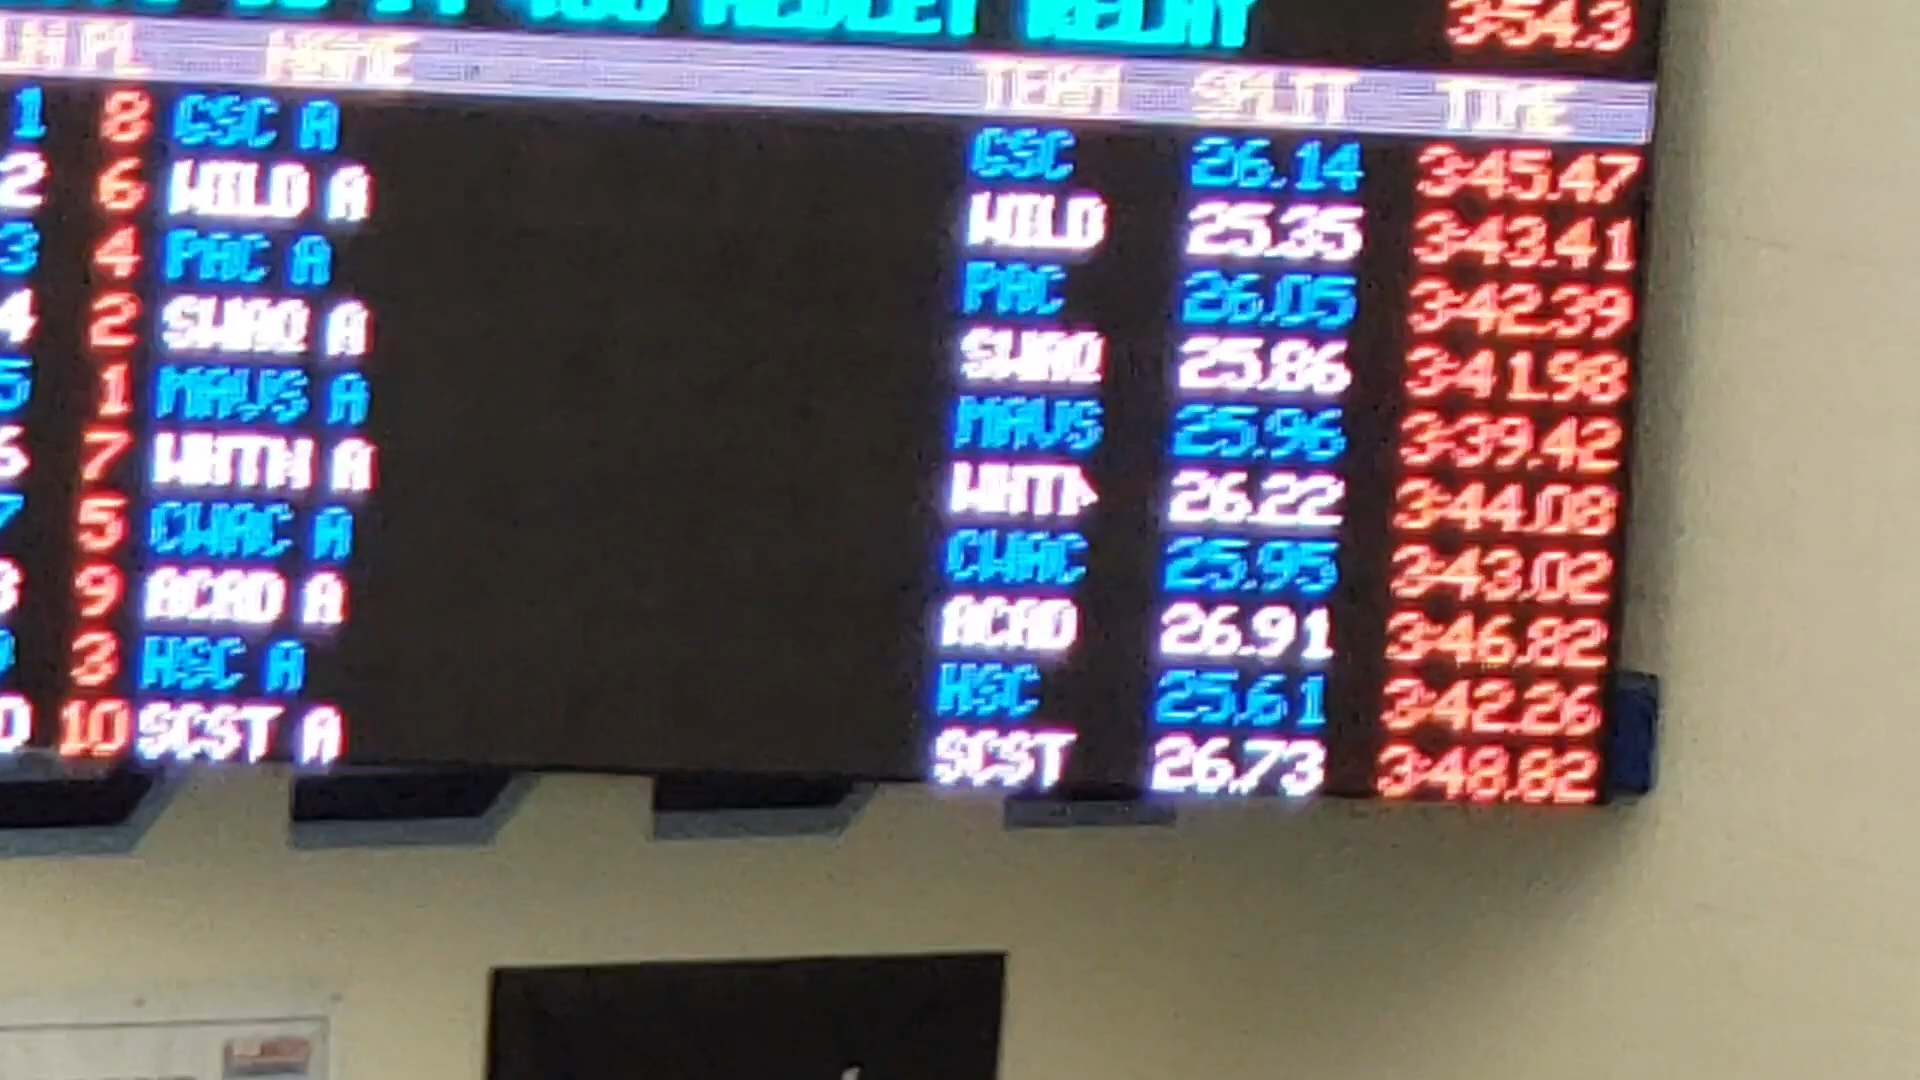 400 MEDLEY RELAY 3:54.3
LN PL NAME TEAM SPLIT TIME
1 8 CSC A CSC 26.14 3:45.47
2 6 WILD A WILD 25.35 3:43.41
3 4 PAC A PAC 26.05 3:42.39
4 2 SWAQ A SWAQ 25.86 3:41.98
5 1 MAVS A MAVS 25.96 3:39.42
6 7 WHTN A WHTN 26.22 3:44.08
7 5 CWAC A CWAC 25.95 3:43.02
8 9 ACAD A ACAD 26.91 3:46.82
9 3 HSC A HSC 25.61 3:42.26
0 10 SCST A SCST 26.73 3:48.82